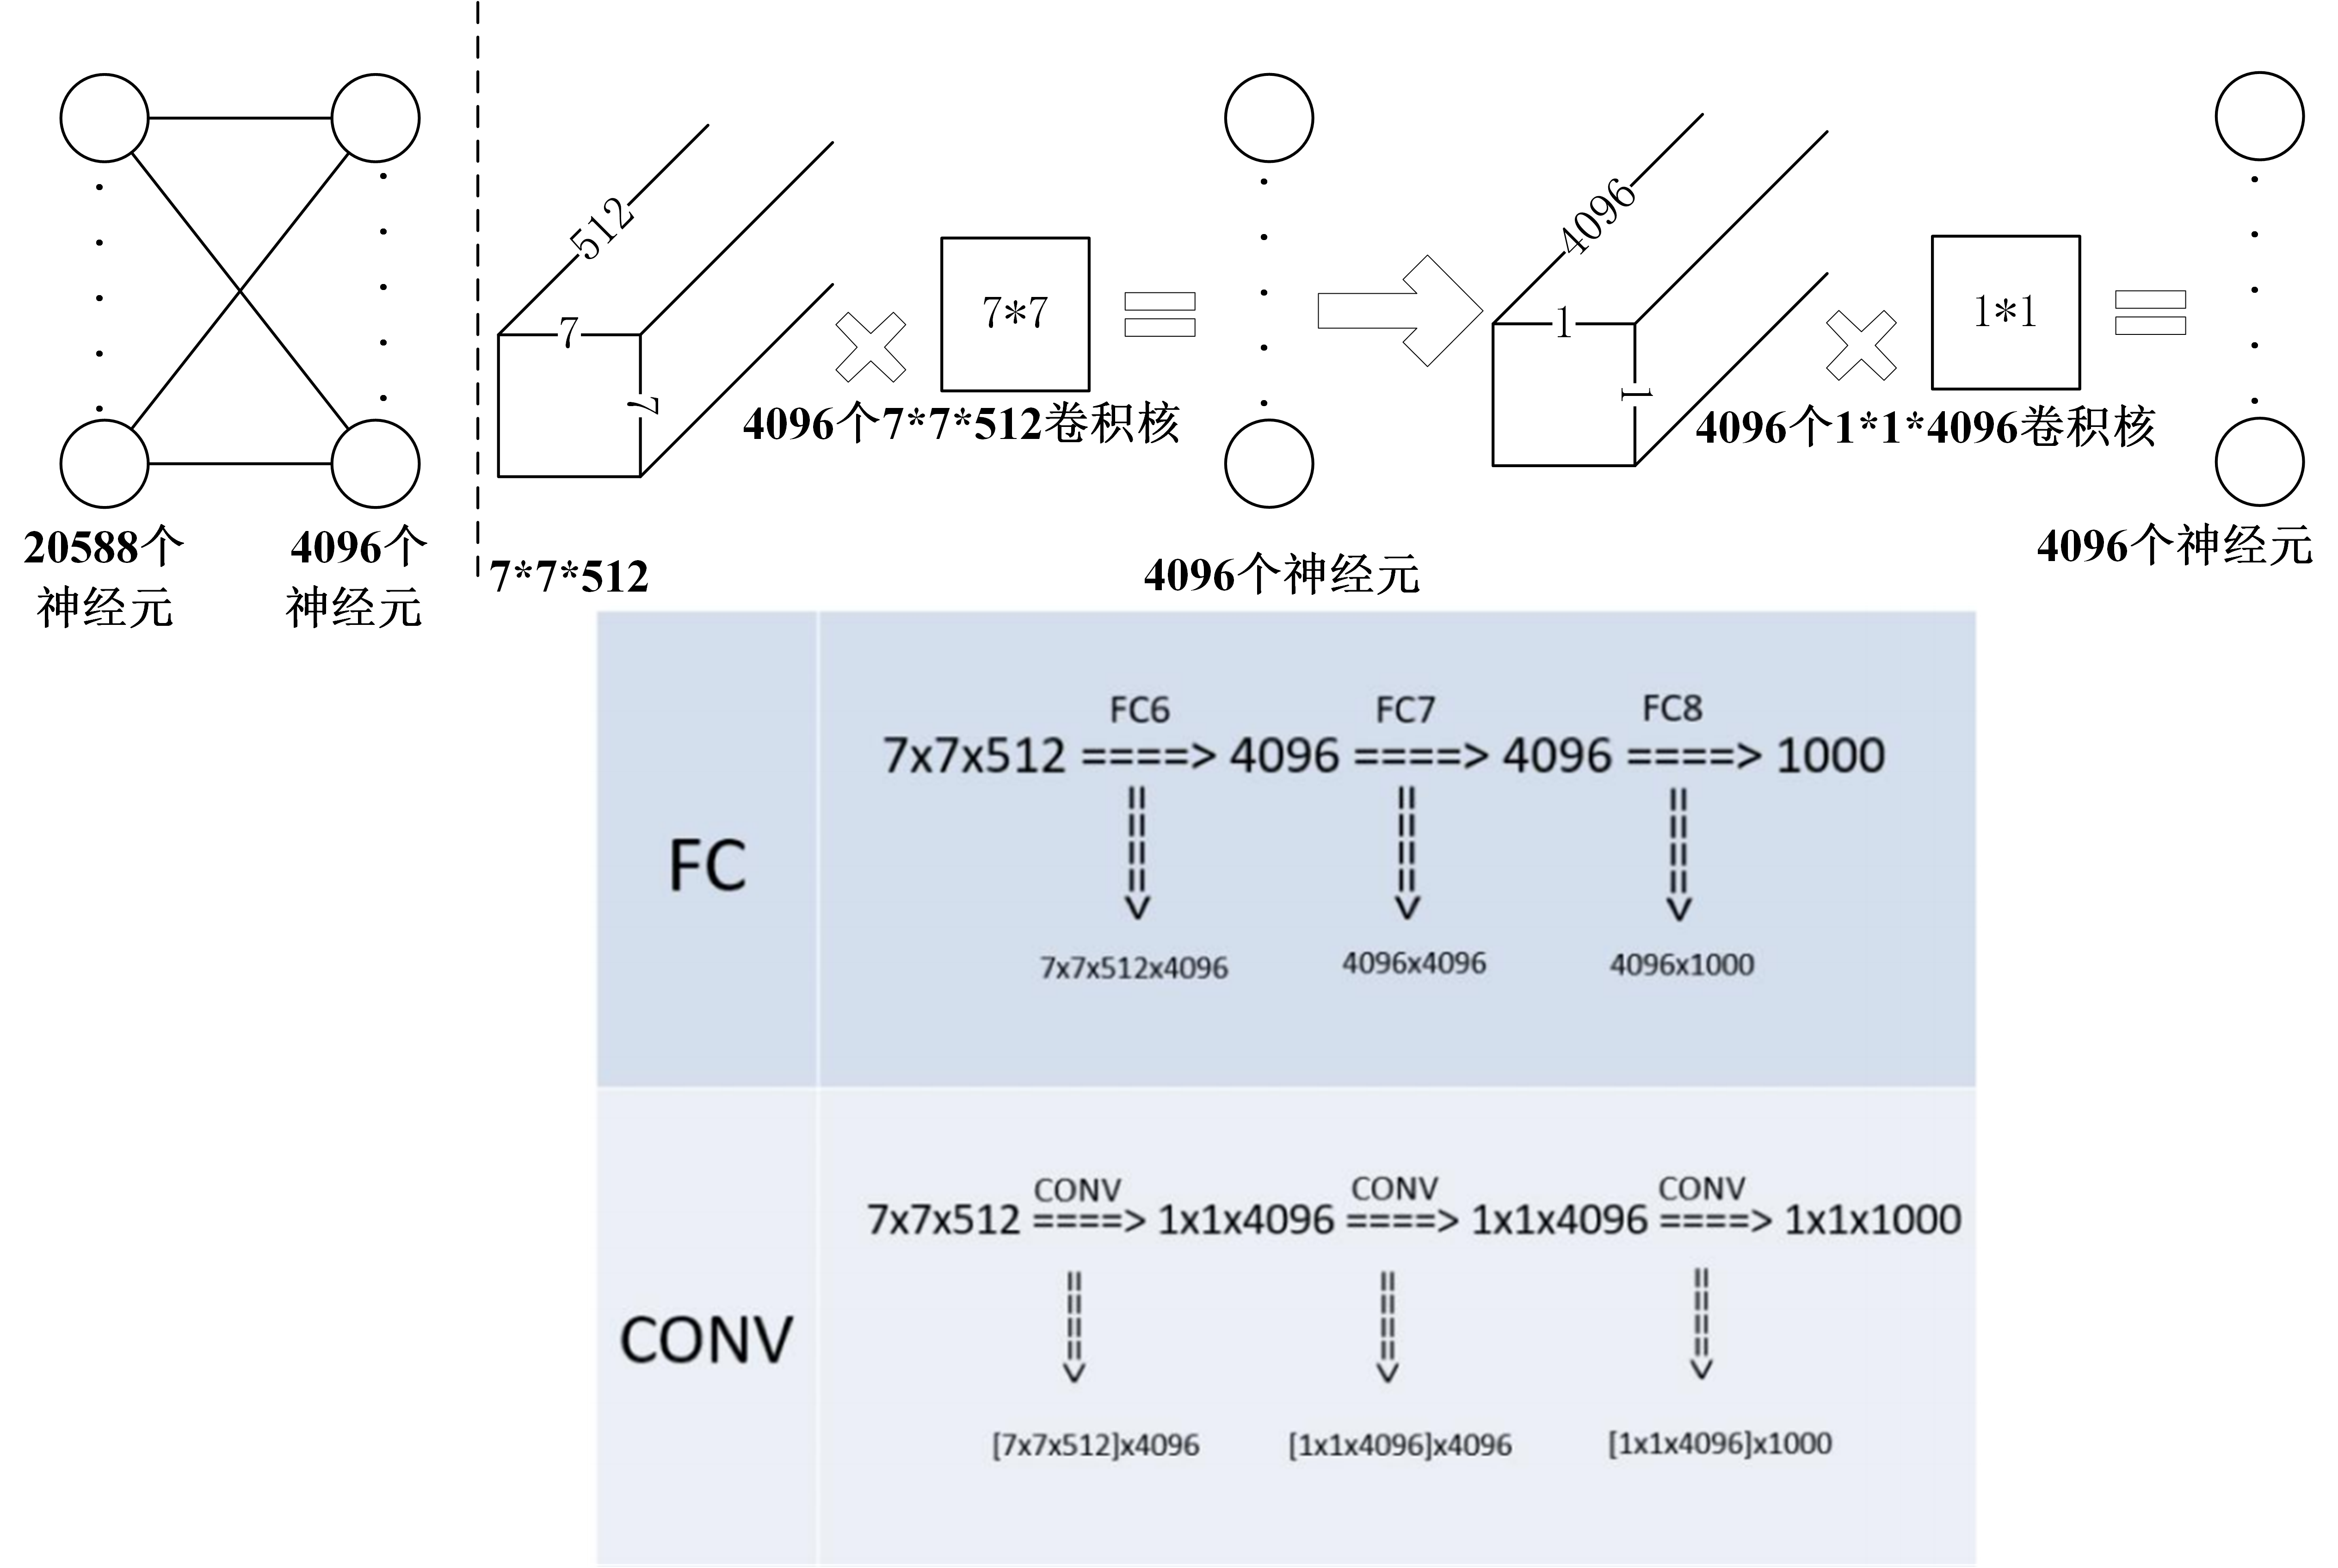 512
7
7
7*7
4096个7*7*512卷积核
4096
1
1
1*1
4096个1*1*4096卷积核
20588个
神经元
4096个
神经元
7*7*512
4096个神经元
4096个神经元
FC
FC6 FC7 FC8
7x7x512 ====> 4096 ====> 4096 ====> 1000
7x7x512x4096 4096x4096 4096x1000
CONV
CONV CONV CONV
7x7x512 ====> 1x1x4096 ====> 1x1x4096 ====> 1x1x1000
[7x7x512]x4096 [1x1x4096]x4096 [1x1x4096]x1000